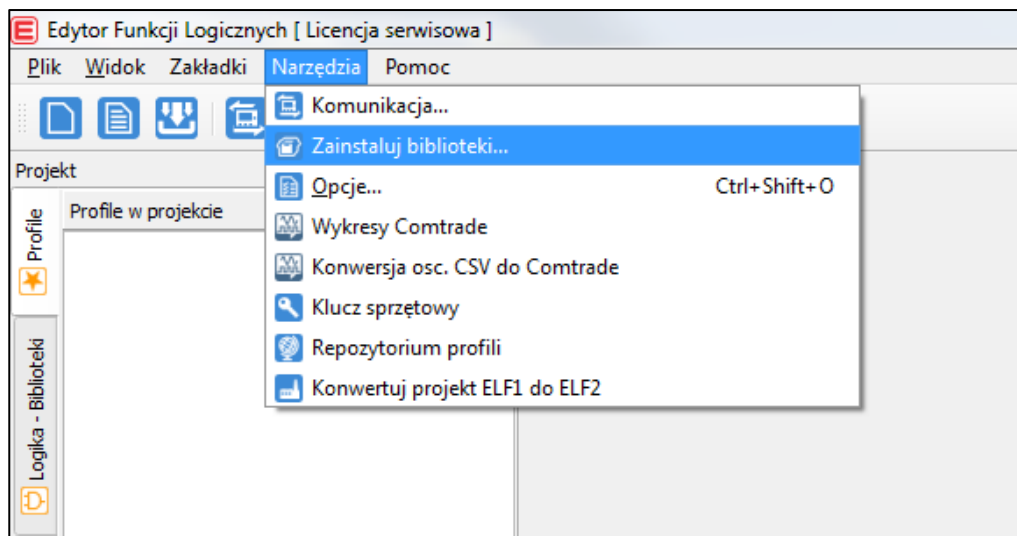 E Edytor Funkcji Logicznych [ Licencja serwisowa ]
Plik Widok Zakładki Narzędzia Pomoc
Komunikacja...
Zainstaluj biblioteki...
Opcje... Ctrl+Shift+O
Wykresy Comtrade
Konwersja osc. CSV do Comtrade
Klucz sprzętowy
Repozytorium profili
Konwertuj projekt ELF1 do ELF2
Projekt
Profile w projekcie
Profile
Logika - Biblioteki